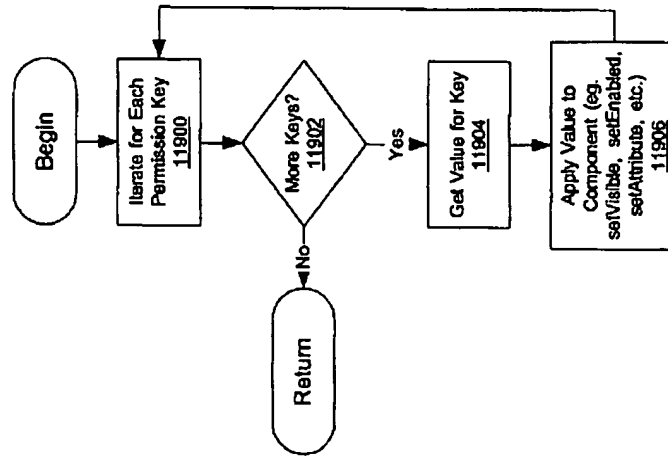 Begin
Iterate for Each
Permission Key
11900
More Keys?
11902
No
Return
Yes
Get Value for Key
11904
Apply Value to
Component (eg.
setVisible, setEnabled,
setAttribute, etc.)
11906